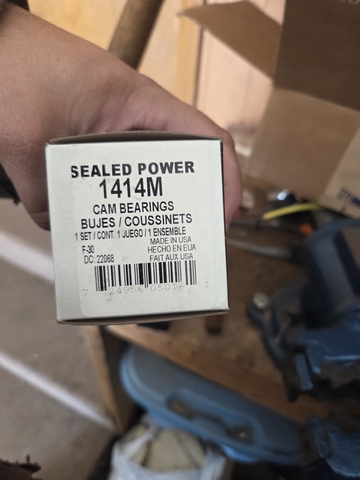 SEALED POWER
1414M
CAM BEARINGS
BUJES / COUSSINETS
1 SET / CONT. 1 JUEGO / 1 ENSEMBLE
F-30 MADE IN USA
HECHO EN EUA
DC: 22068 FAIT AUX USA